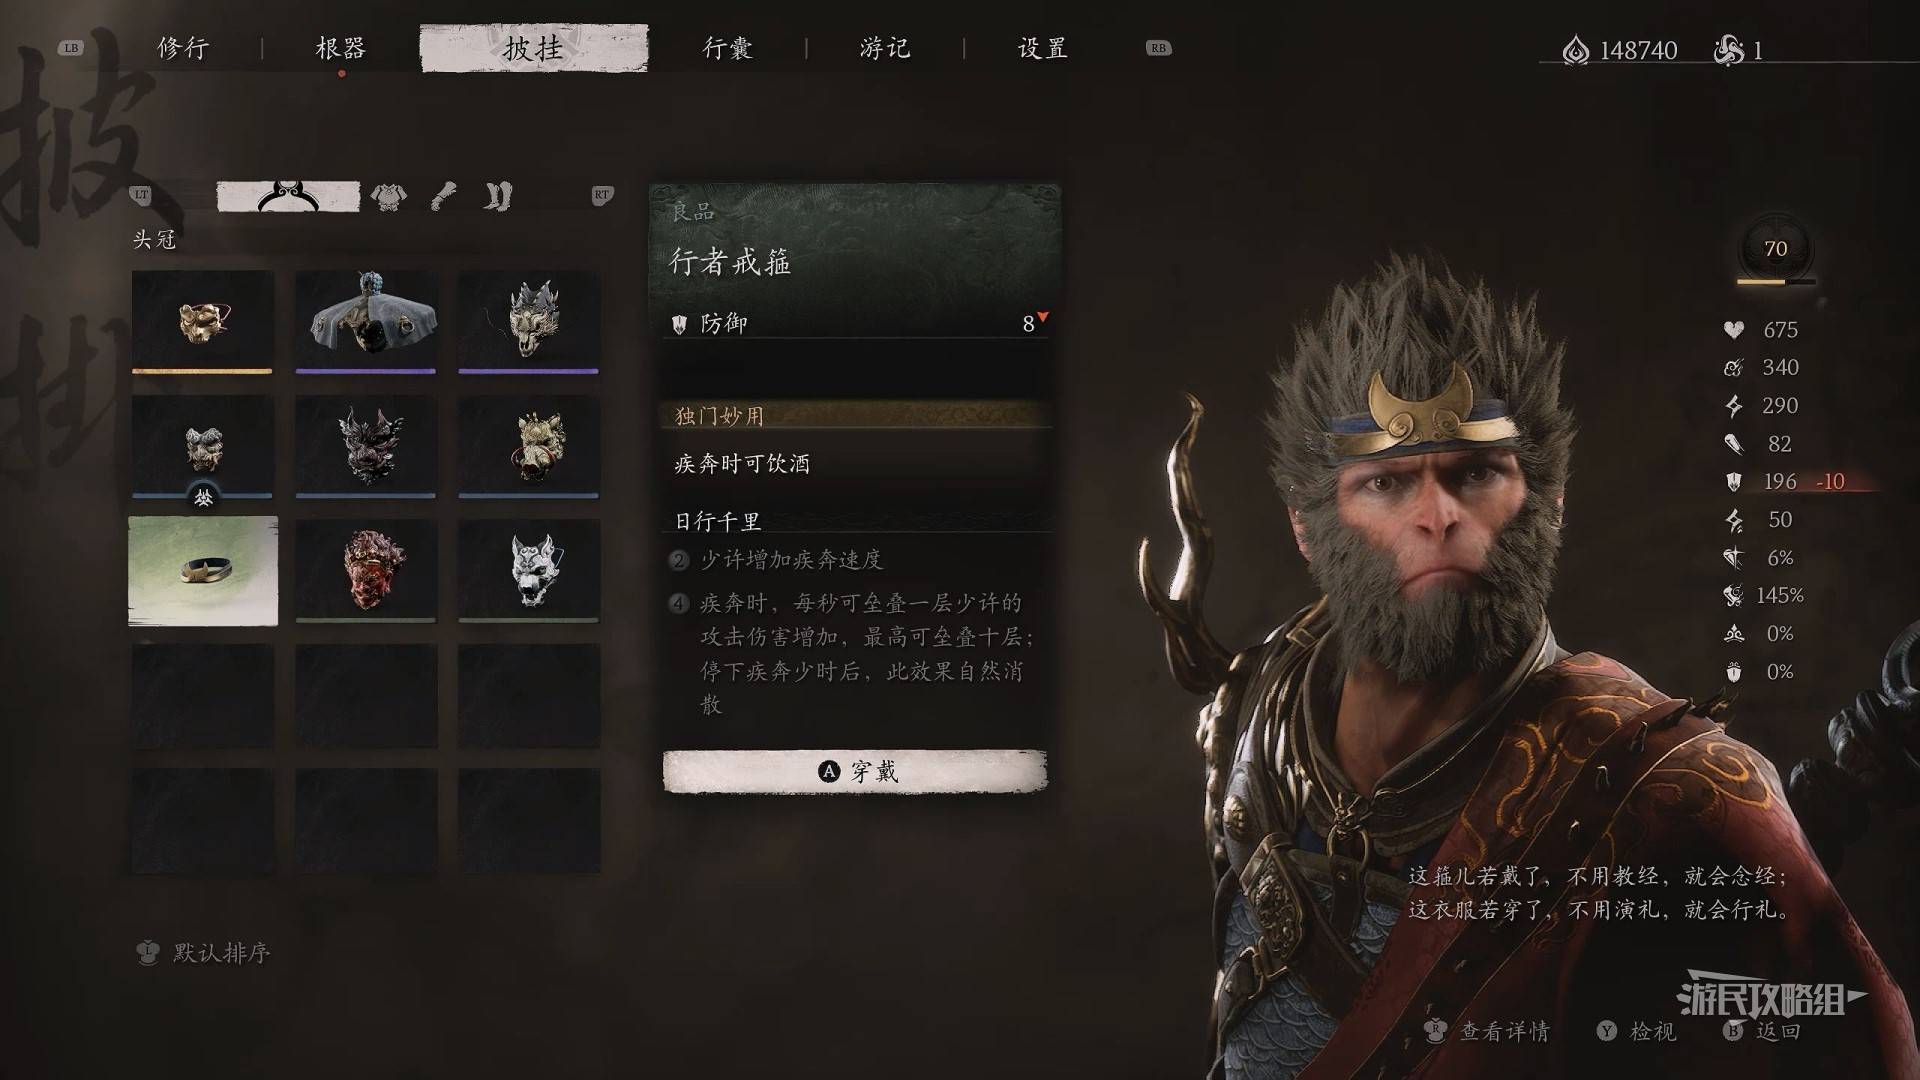 LB
修行
根器
披挂
行囊
游记
设置
RB
148740
1
披挂
LT
RT
头冠
良品
行者戒箍
防御
8
独门妙用
疾奔时可饮酒
日行千里
2 少许增加疾奔速度
4 疾奔时，每秒可垒叠一层少许的
攻击伤害增加，最高可垒叠十层；
停下疾奔少时后，此效果自然消
散
A 穿戴
70
675
340
290
82
196 -10
50
6%
145%
0%
0%
这箍儿若戴了，不用教经，就会念经；
这衣服若穿了，不用演礼，就会行礼。
L 默认排序
游民攻略组
R 查看详情
Y 检视
B 返回